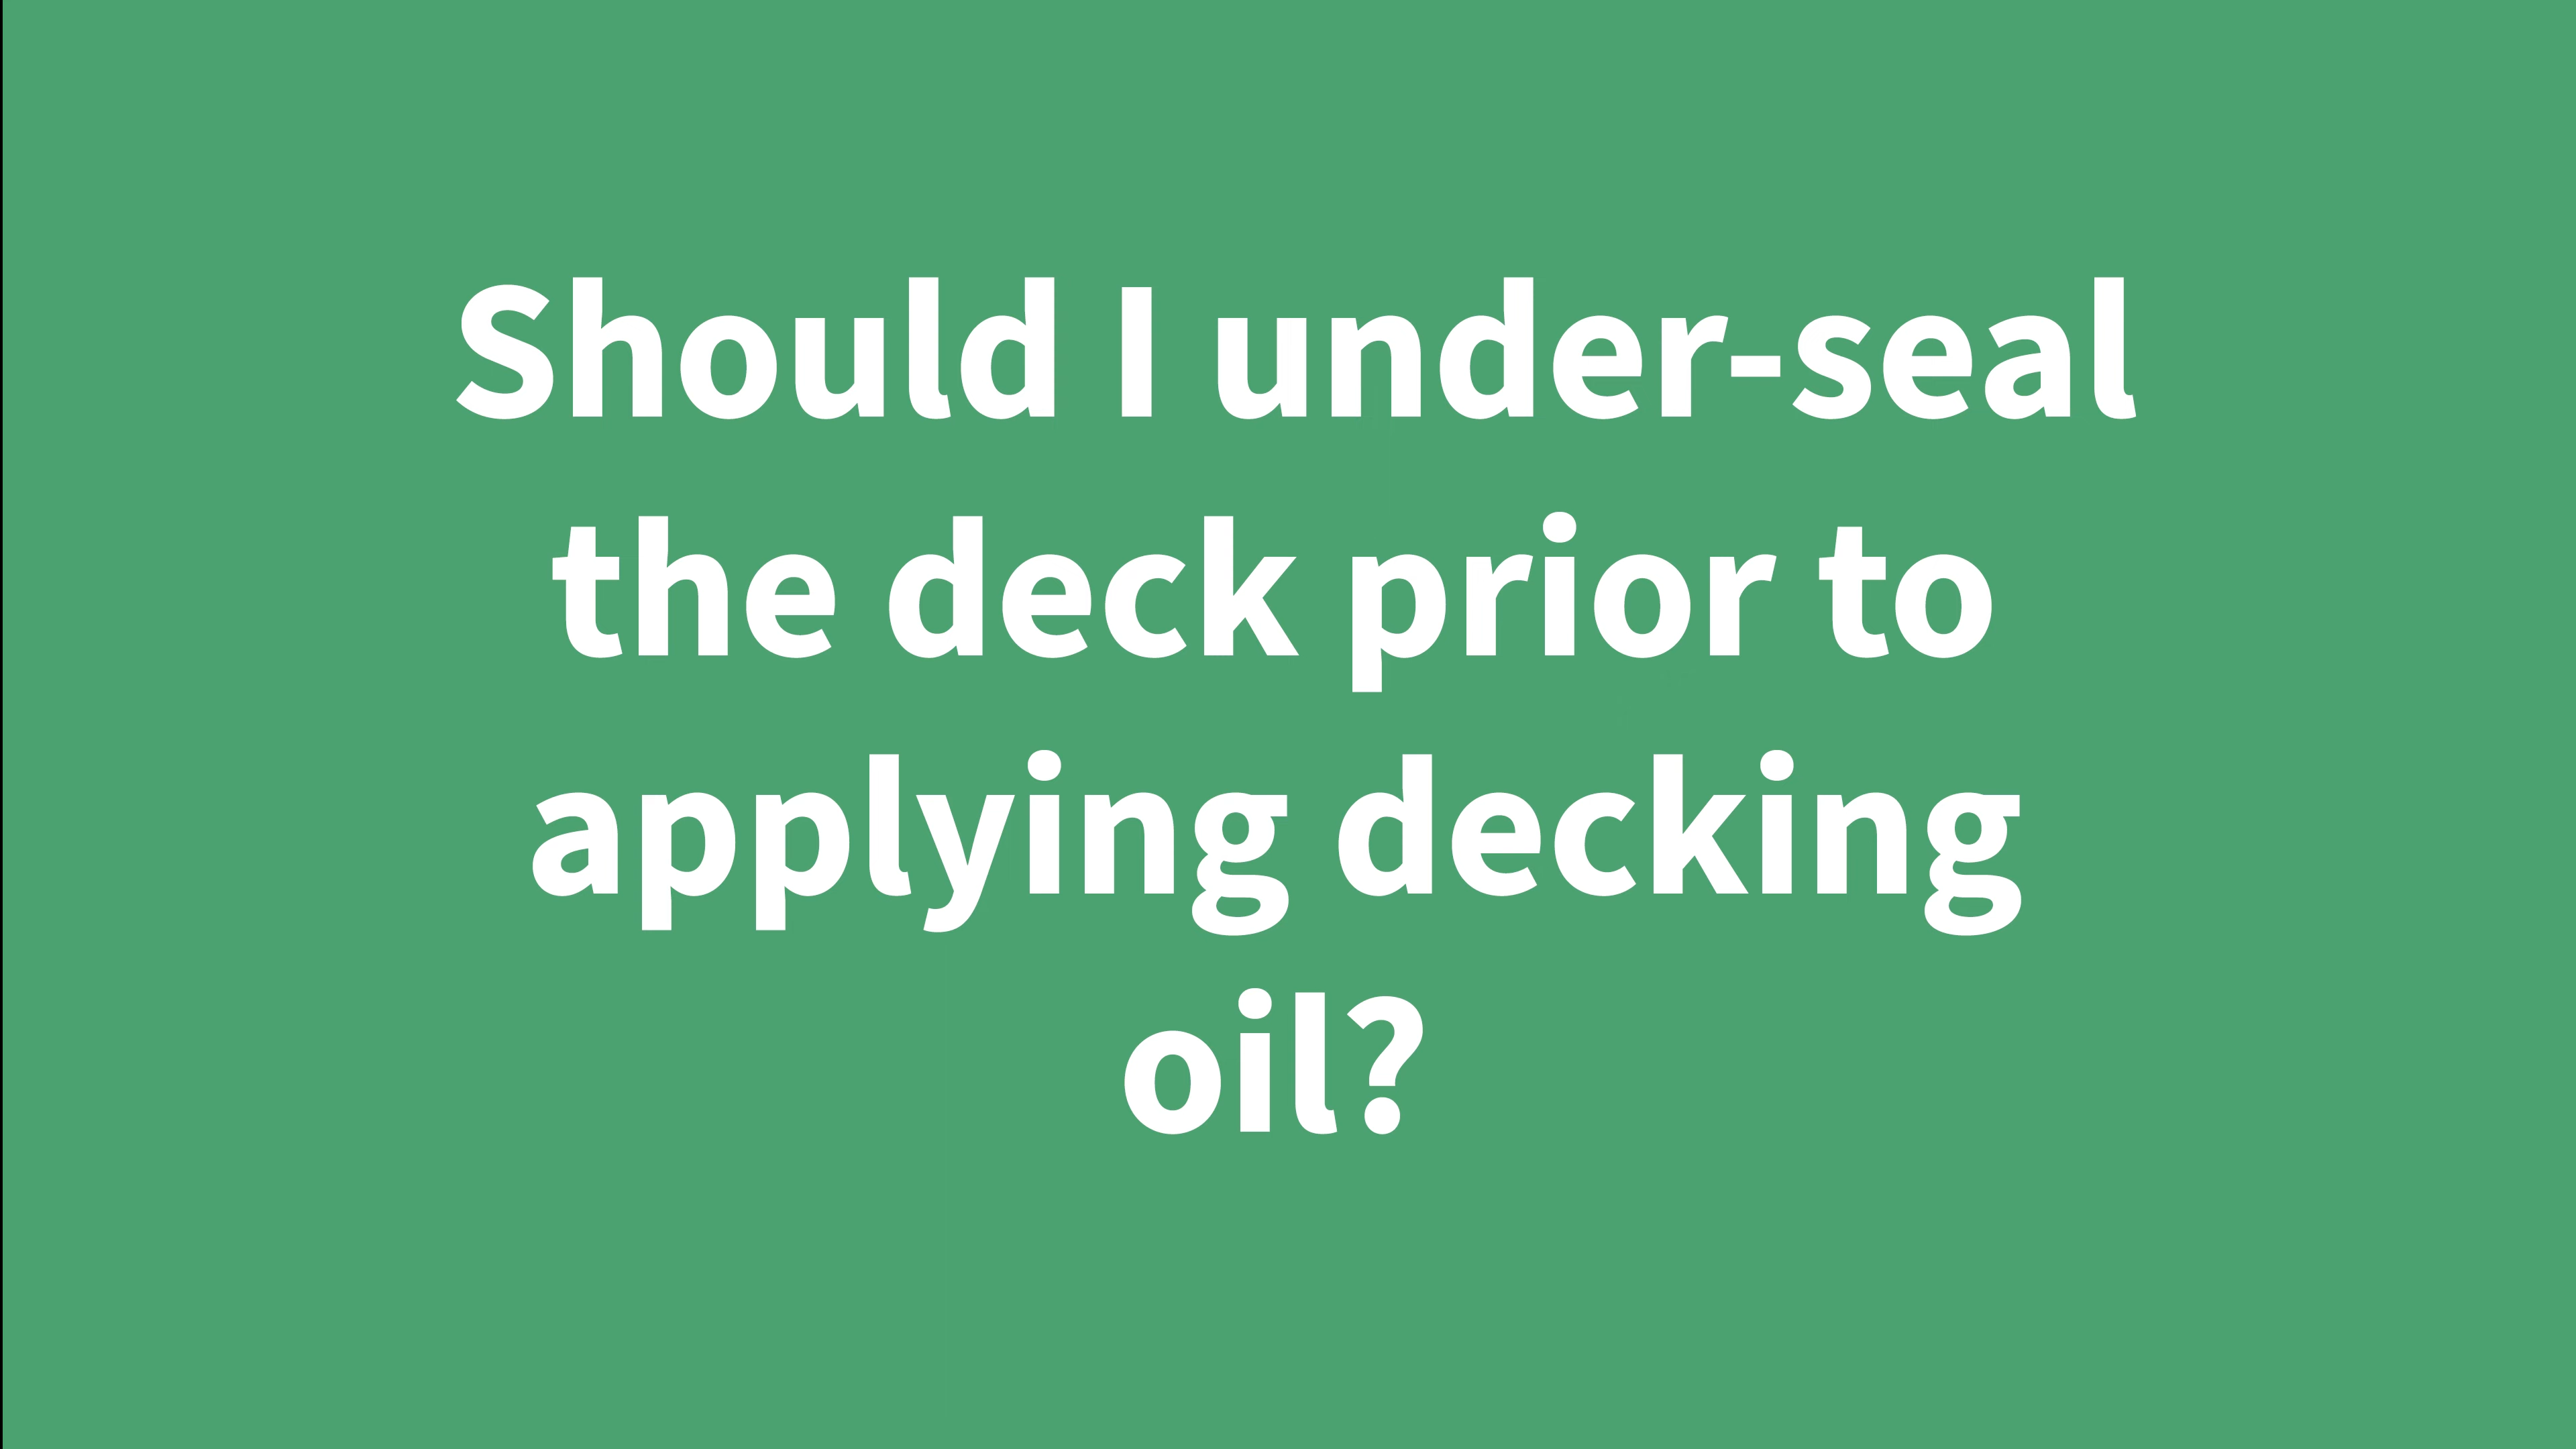 Should I under-seal
the deck prior to
applying decking
oil?